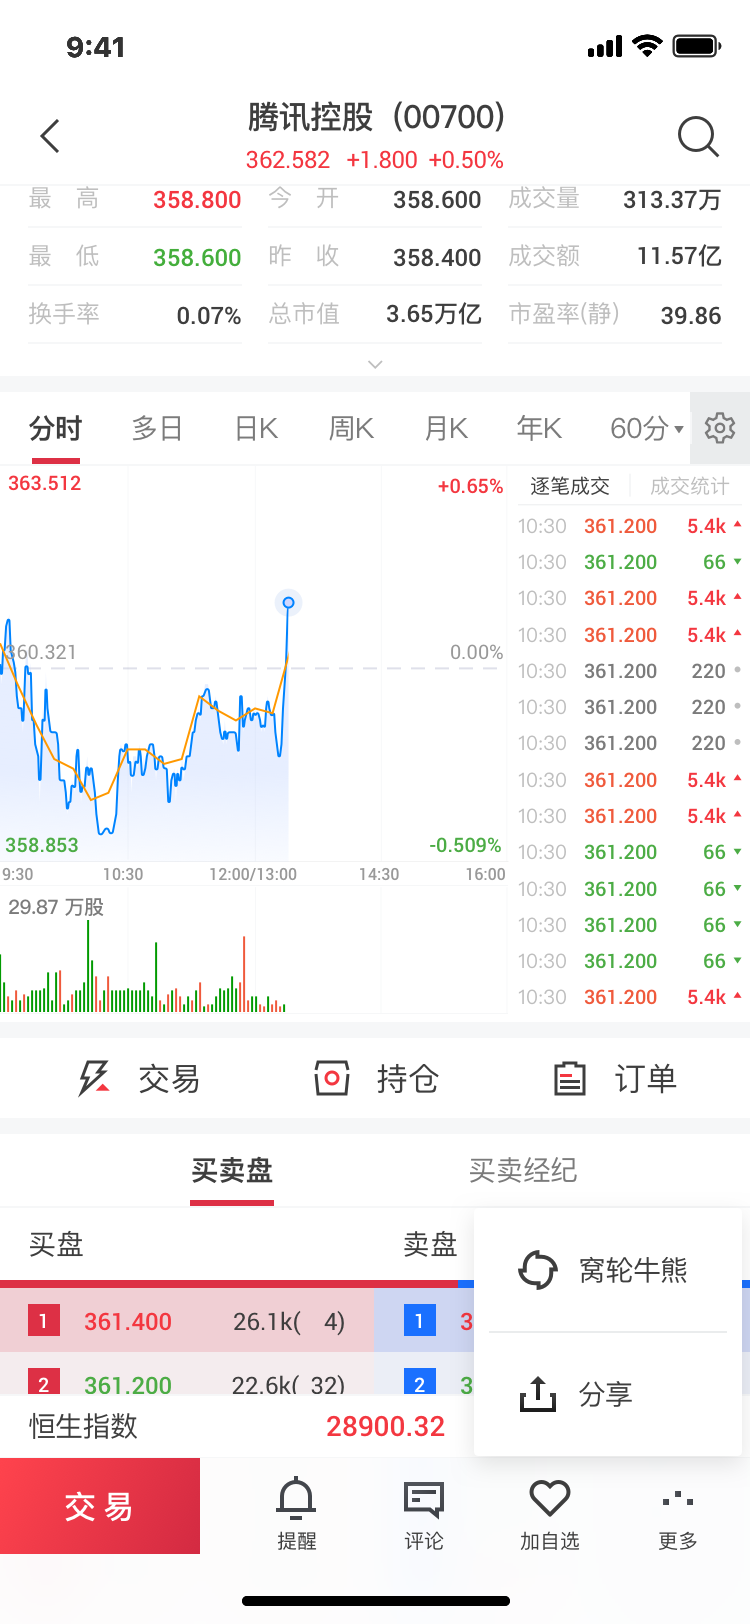 9:41
腾讯控股（00700)
362.582 +1.800 +0.50%
最 高 358.800 今 开 358.600 成交量 313.37万
最 低 358.600 昨 收 358.400 成交额 11.57亿
换手率 0.07% 总市值 3.65万亿 市盈率(静) 39.86
分时 多日 日K 周K 月K 年K 60分
363.512 +0.65%
360.321 0.00%
358.853 -0.509%
9:30 10:30 12:00/13:00 14:30 16:00
29.87 万股
逐笔成交 成交统计
10:30 361.200 5.4k
10:30 361.200 66
10:30 361.200 5.4k
10:30 361.200 5.4k
10:30 361.200 220
10:30 361.200 220
10:30 361.200 220
10:30 361.200 5.4k
10:30 361.200 5.4k
10:30 361.200 66
10:30 361.200 66
10:30 361.200 66
10:30 361.200 66
10:30 361.200 5.4k
交易 持仓 订单
买卖盘 买卖经纪
买盘 卖盘
1 361.400 26.1k( 4) 1 3
2 361.200 22.6k( 32) 2 3
窝轮牛熊
分享
恒生指数 28900.32
交易 提醒 评论 加自选 更多